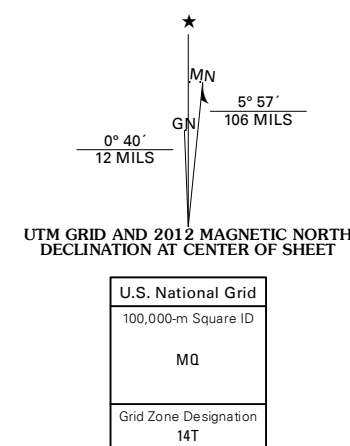 ★
MN
GN
5° 57´
106 MILS
0° 40´
12 MILS
UTM GRID AND 2012 MAGNETIC NORTH
DECLINATION AT CENTER OF SHEET
U.S. National Grid
100,000-m Square ID
MQ
Grid Zone Designation
14T